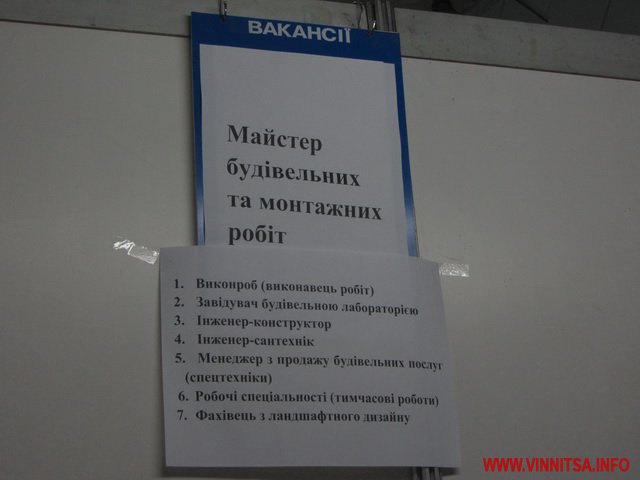 ВАКАНСІЇ
Майстер
будівельних
та монтажних
робіт
1. Виконроб (виконавець робіт)
2. Завідувач будівельною лабораторією
3. Інженер-конструктор
4. Інженер-сантехнік
5. Менеджер з продажу будівельних послуг
(спецтехніки)
6. Робочі спеціальності (тимчасові роботи)
7. Фахівець з ландшафтного дизайну
WWW.VINNITSA.INFO